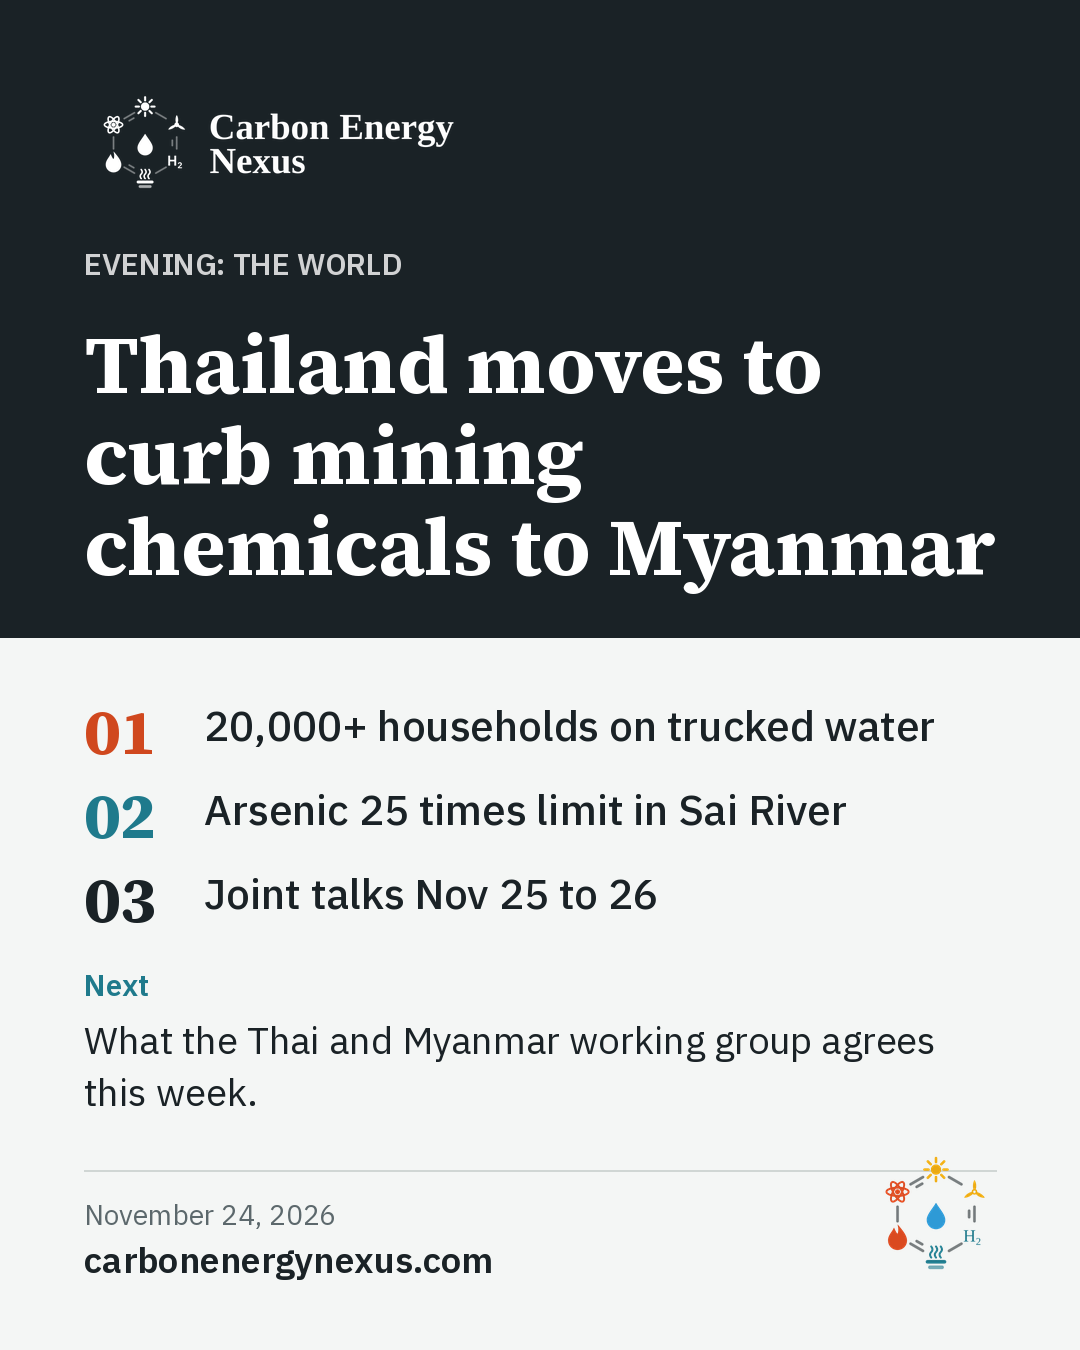 Carbon Energy
Nexus
H2
EVENING: THE WORLD
Thailand moves to
curb mining
chemicals to Myanmar
01 20,000+ households on trucked water
02 Arsenic 25 times limit in Sai River
03 Joint talks Nov 25 to 26
Next
What the Thai and Myanmar working group agrees
this week.
November 24, 2026
carbonenergynexus.com
H2